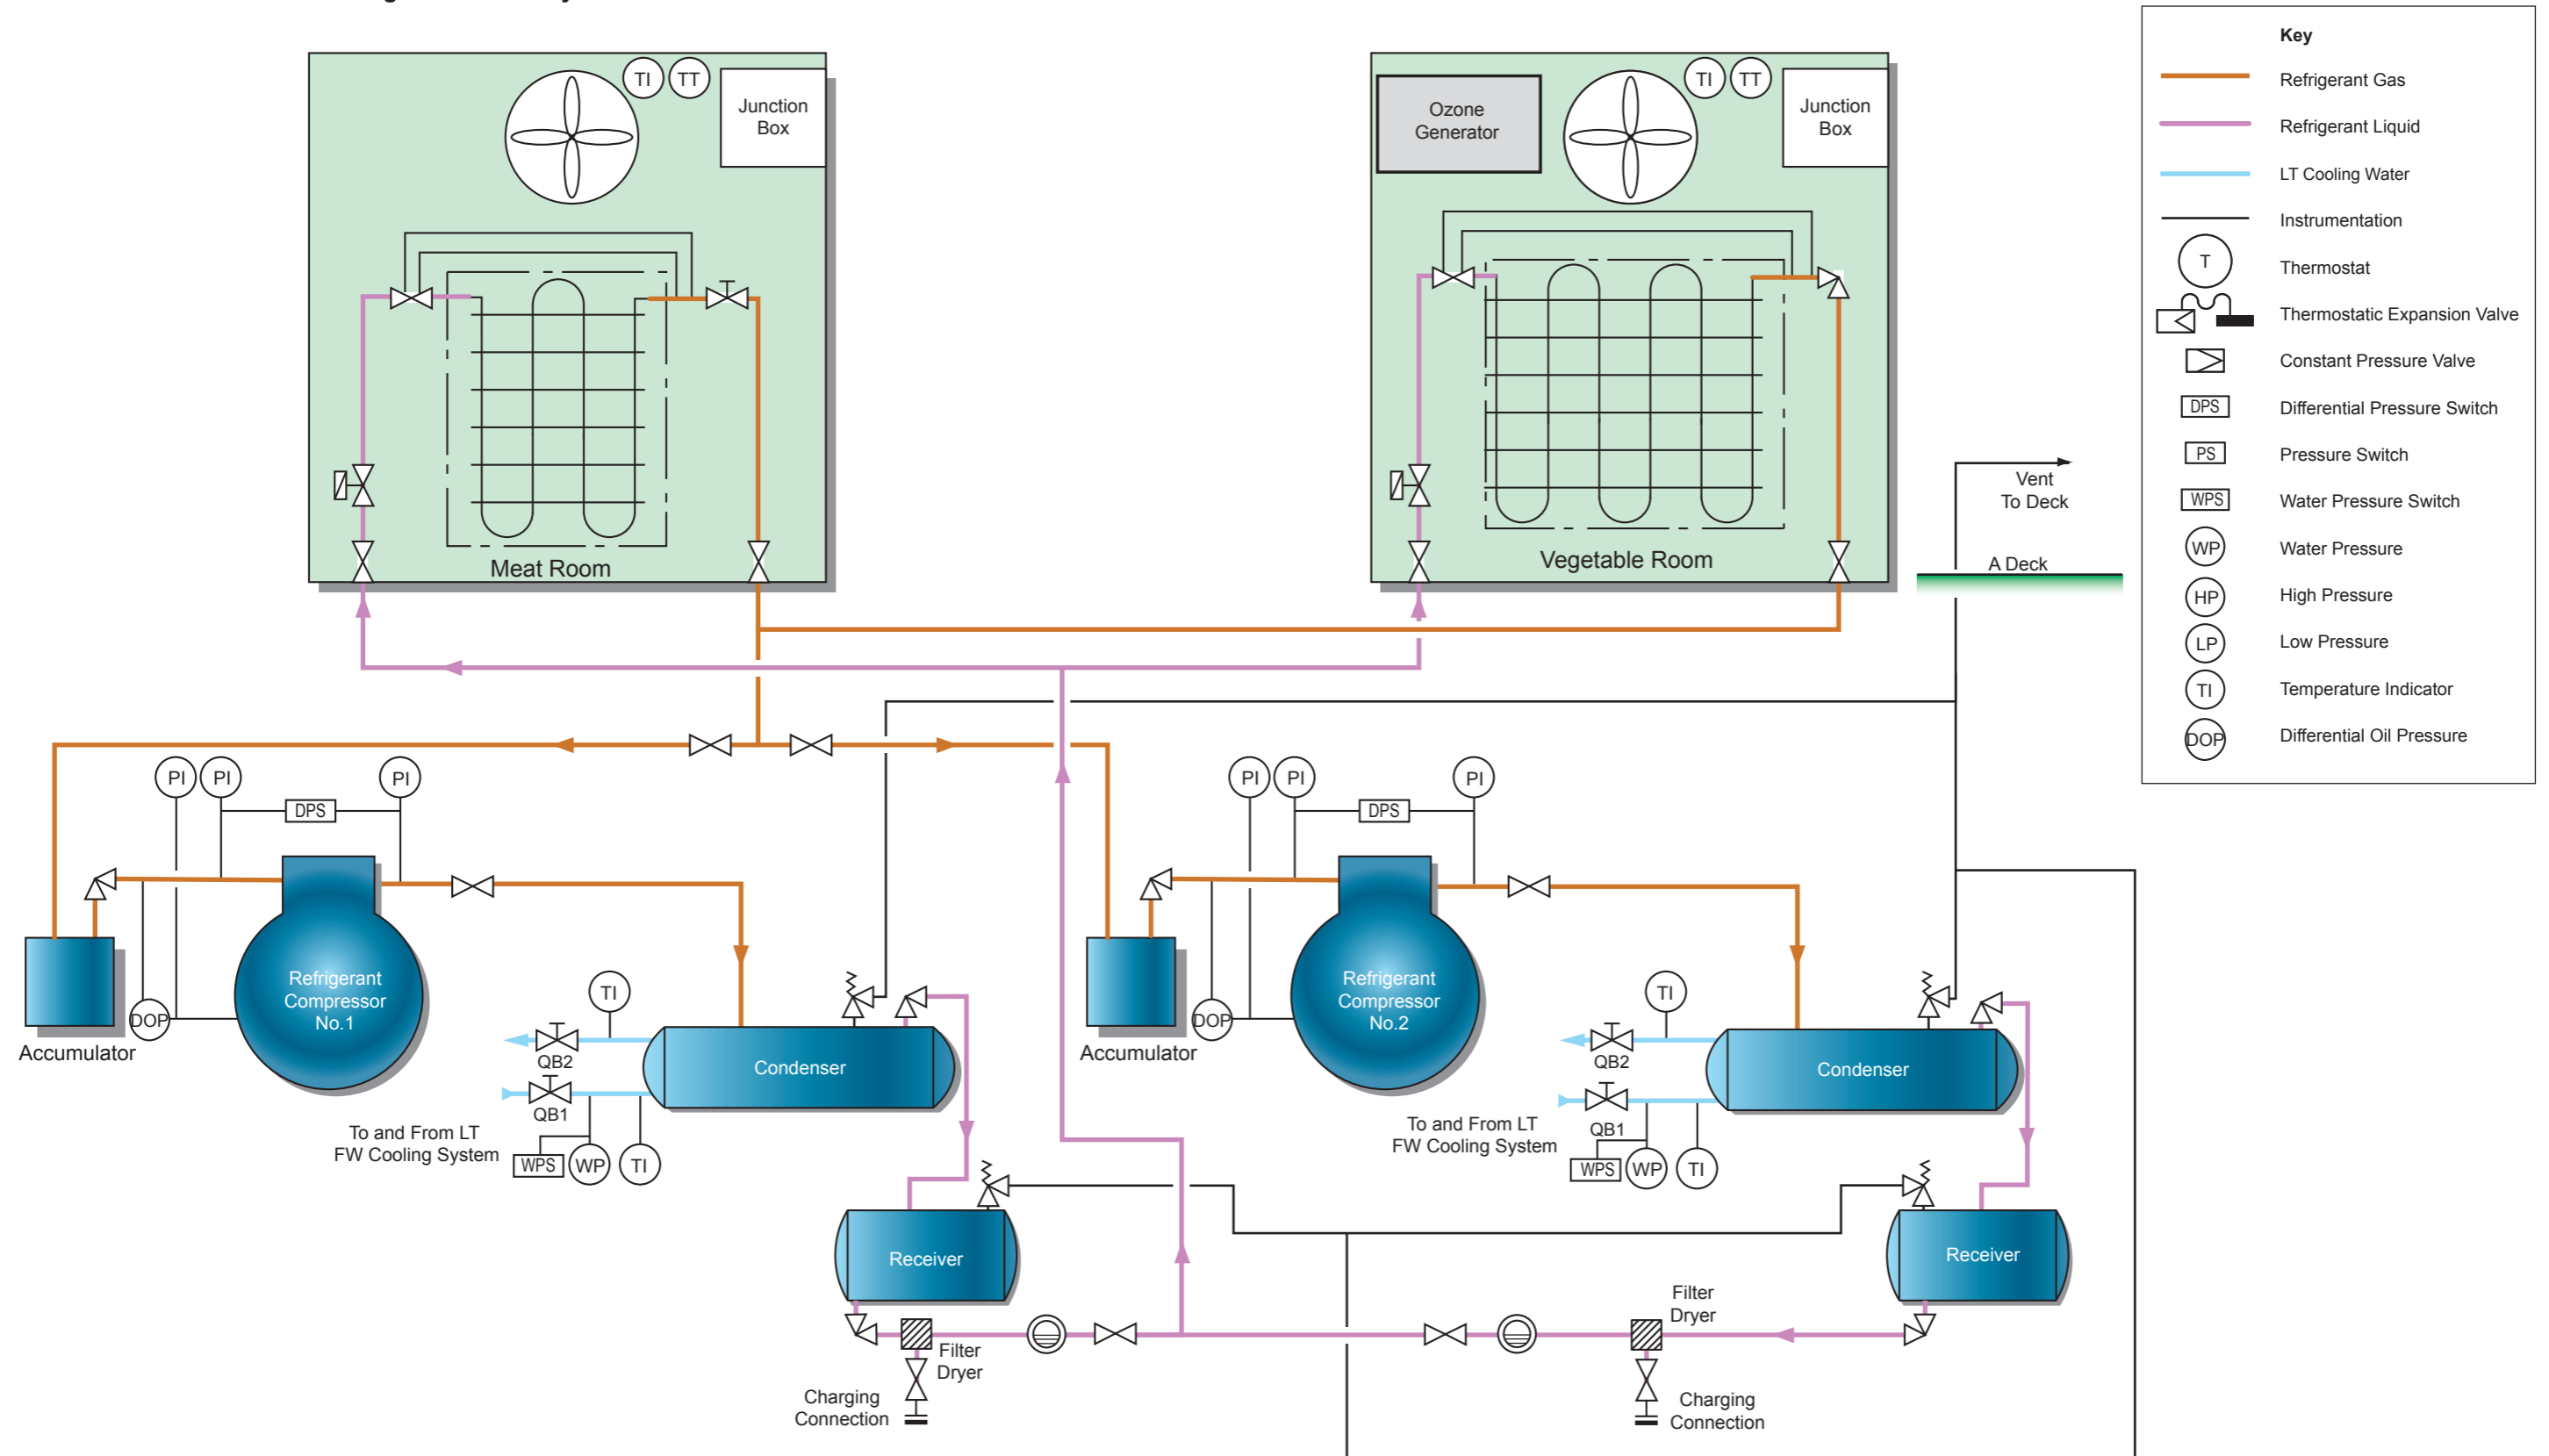 TI
TT
Junction
Box
Meat Room
Ozone
Generator
TI
TT
Junction
Box
Vegetable Room
Key
Refrigerant Gas
Refrigerant Liquid
LT Cooling Water
Instrumentation
T
Thermostat
Thermostatic Expansion Valve
Constant Pressure Valve
DPS
Differential Pressure Switch
PS
Pressure Switch
WPS
Water Pressure Switch
WP
Water Pressure
HP
High Pressure
LP
Low Pressure
TI
Temperature Indicator
DOP
Differential Oil Pressure
Vent
To Deck
A Deck
PI
PI
PI
DPS
Refrigerant
Compressor
No.1
DOP
Accumulator
TI
QB2
QB1
To and From LT
FW Cooling System
WPS
WP
TI
Condenser
PI
PI
PI
DPS
Refrigerant
Compressor
No.2
DOP
Accumulator
TI
QB2
QB1
To and From LT
FW Cooling System
WPS
WP
TI
Condenser
Receiver
Filter
Dryer
Charging
Connection
Receiver
Filter
Dryer
Charging
Connection